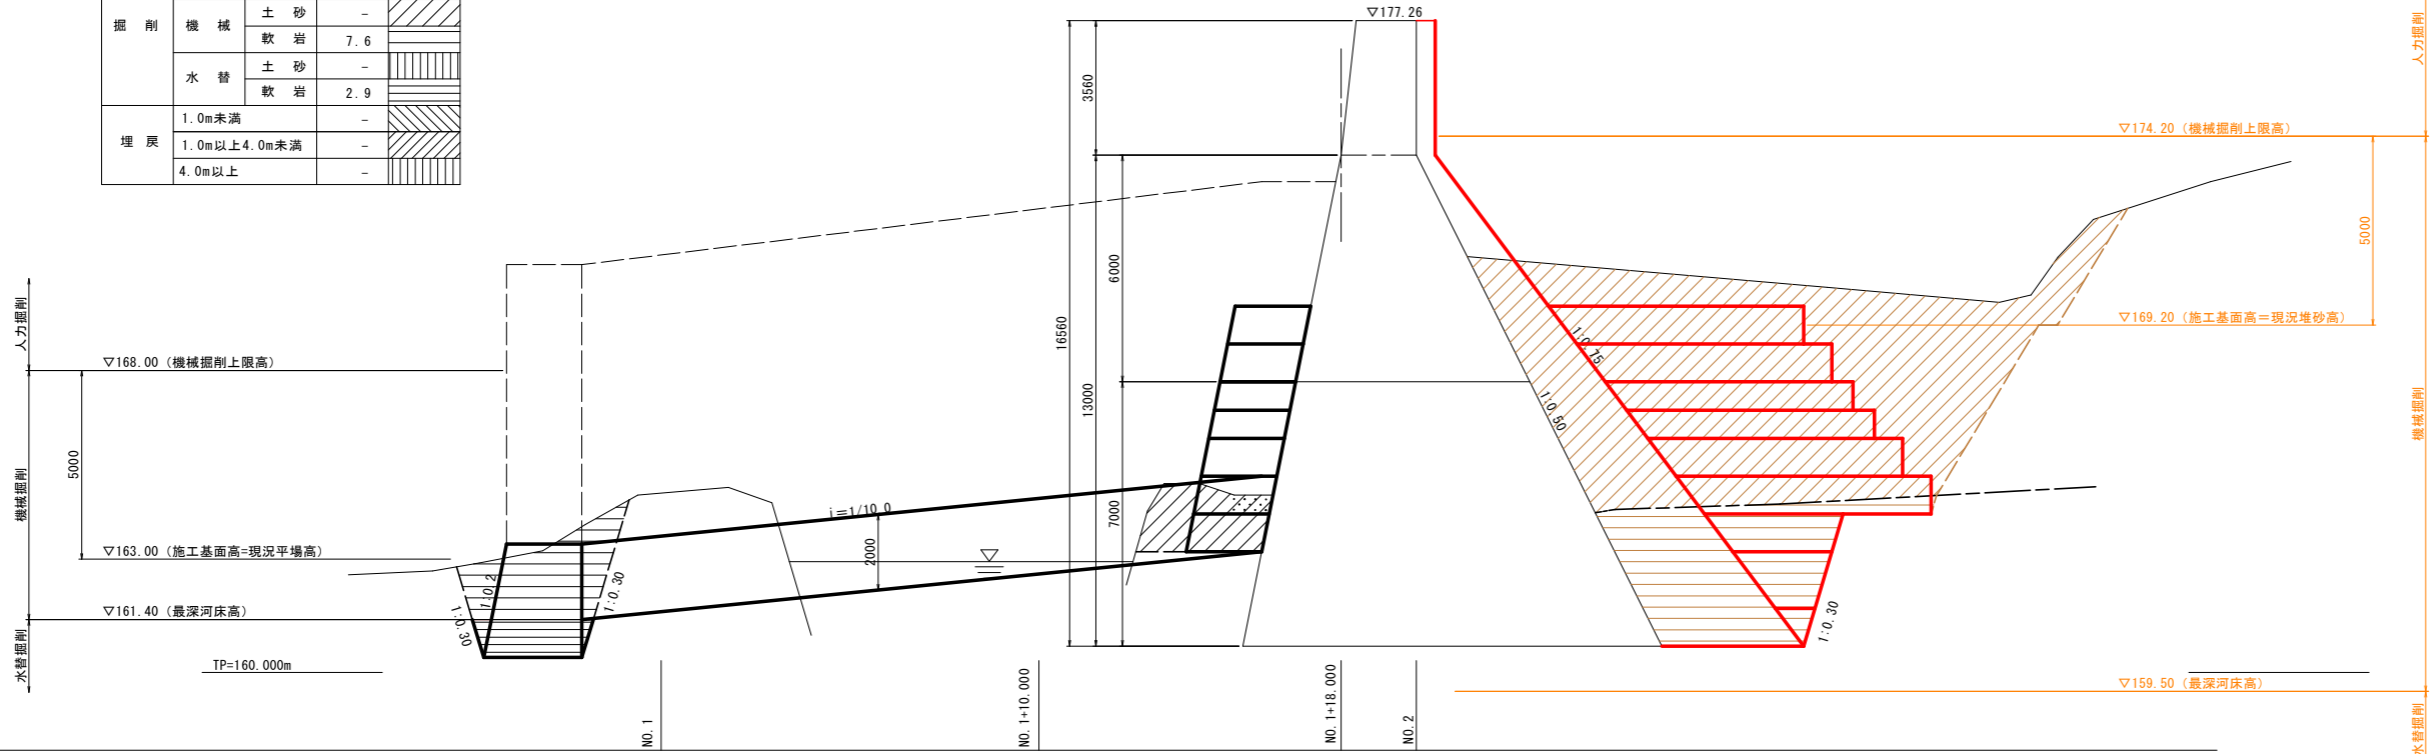 掘 削
機 械
土 砂 -
軟 岩 7.6
水 替
土 砂 -
軟 岩 2.9
埋 戻
1.0m未満 -
1.0m以上4.0m未満 -
4.0m以上 -
▽177.26
3560
16560
13000
6000
7000
人力掘削
▽174.20 (機械掘削上限高)
5000
▽169.20 (施工基面高=現況堆砂高)
機械掘削
▽159.50 (最深河床高)
水替掘削
1:0.75
1:0.50
1:0.30
人力掘削
▽168.00 (機械掘削上限高)
5000
機械掘削
▽163.00 (施工基面高=現況平場高)
▽161.40 (最深河床高)
水替掘削
1:0.2
1:0.30
1:0.30
i=1/10.0
2000
TP=160.000m
NO.1
NO.1+10.000
NO.1+18.000
NO.2